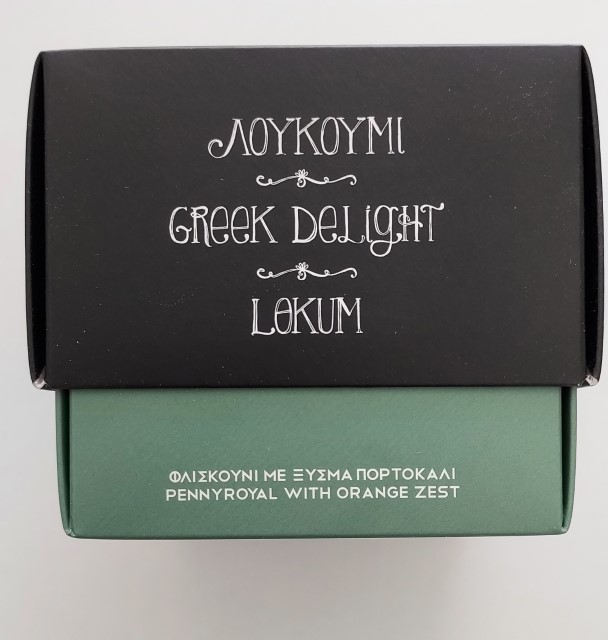 ΛΟΥΚΟΥΜΙ
GREEK DELIGHT
LOKUM
ΦΛΙΣΚΟΥΝΙ ΜΕ ΞΥΣΜΑ ΠΟΡΤΟΚΑΛΙ
PENNYROYAL WITH ORANGE ZEST